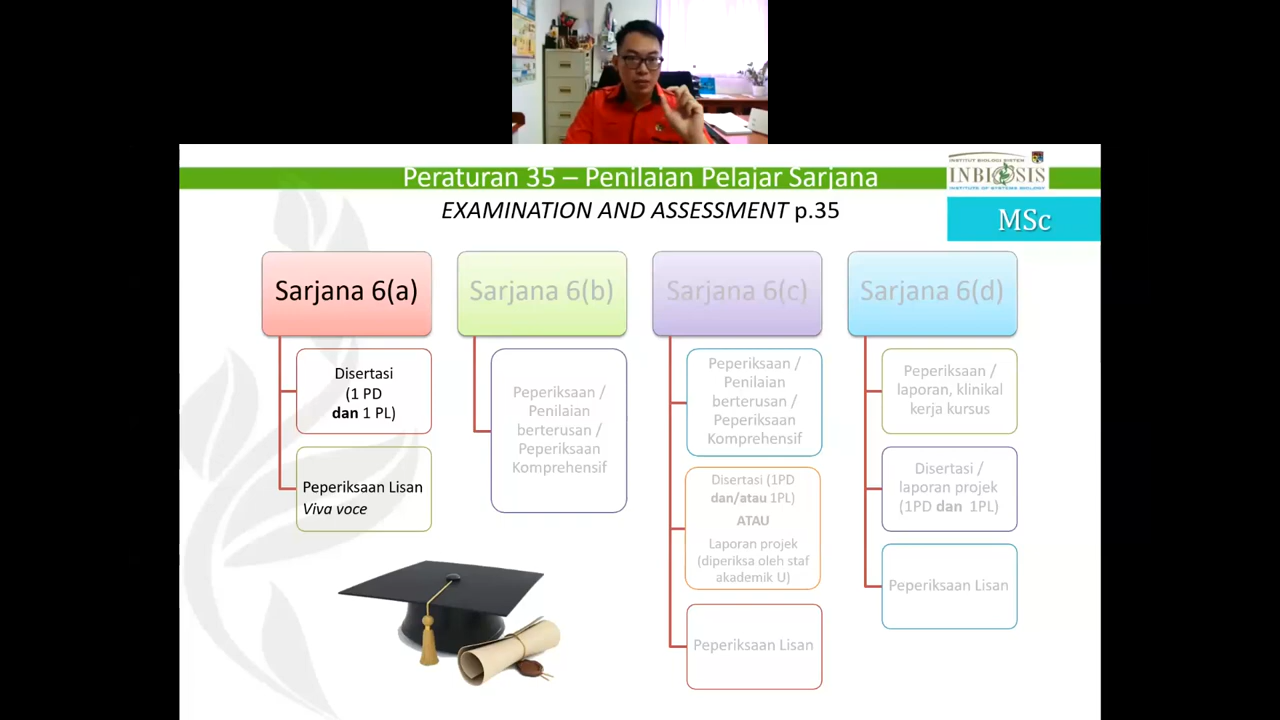 Peraturan 35 – Penilaian Pelajar Sarjana
EXAMINATION AND ASSESSMENT p.35
INSTITUT BIOLOGI SISTEM
INBIOSIS
INSTITUTE OF SYSTEMS BIOLOGY
MSc
Sarjana 6(a)
Disertasi
(1 PD
dan 1 PL)
Peperiksaan Lisan
Viva voce
Sarjana 6(b)
Peperiksaan /
Penilaian
berterusan /
Peperiksaan
Komprehensif
Sarjana 6(c)
Peperiksaan /
Penilaian
berterusan /
Peperiksaan
Komprehensif
Disertasi (1PD
dan/atau 1PL)
ATAU
Laporan projek
(diperiksa oleh staf
akademik U)
Peperiksaan Lisan
Sarjana 6(d)
Peperiksaan /
laporan, klinikal
kerja kursus
Disertasi /
laporan projek
(1PD dan 1PL)
Peperiksaan Lisan